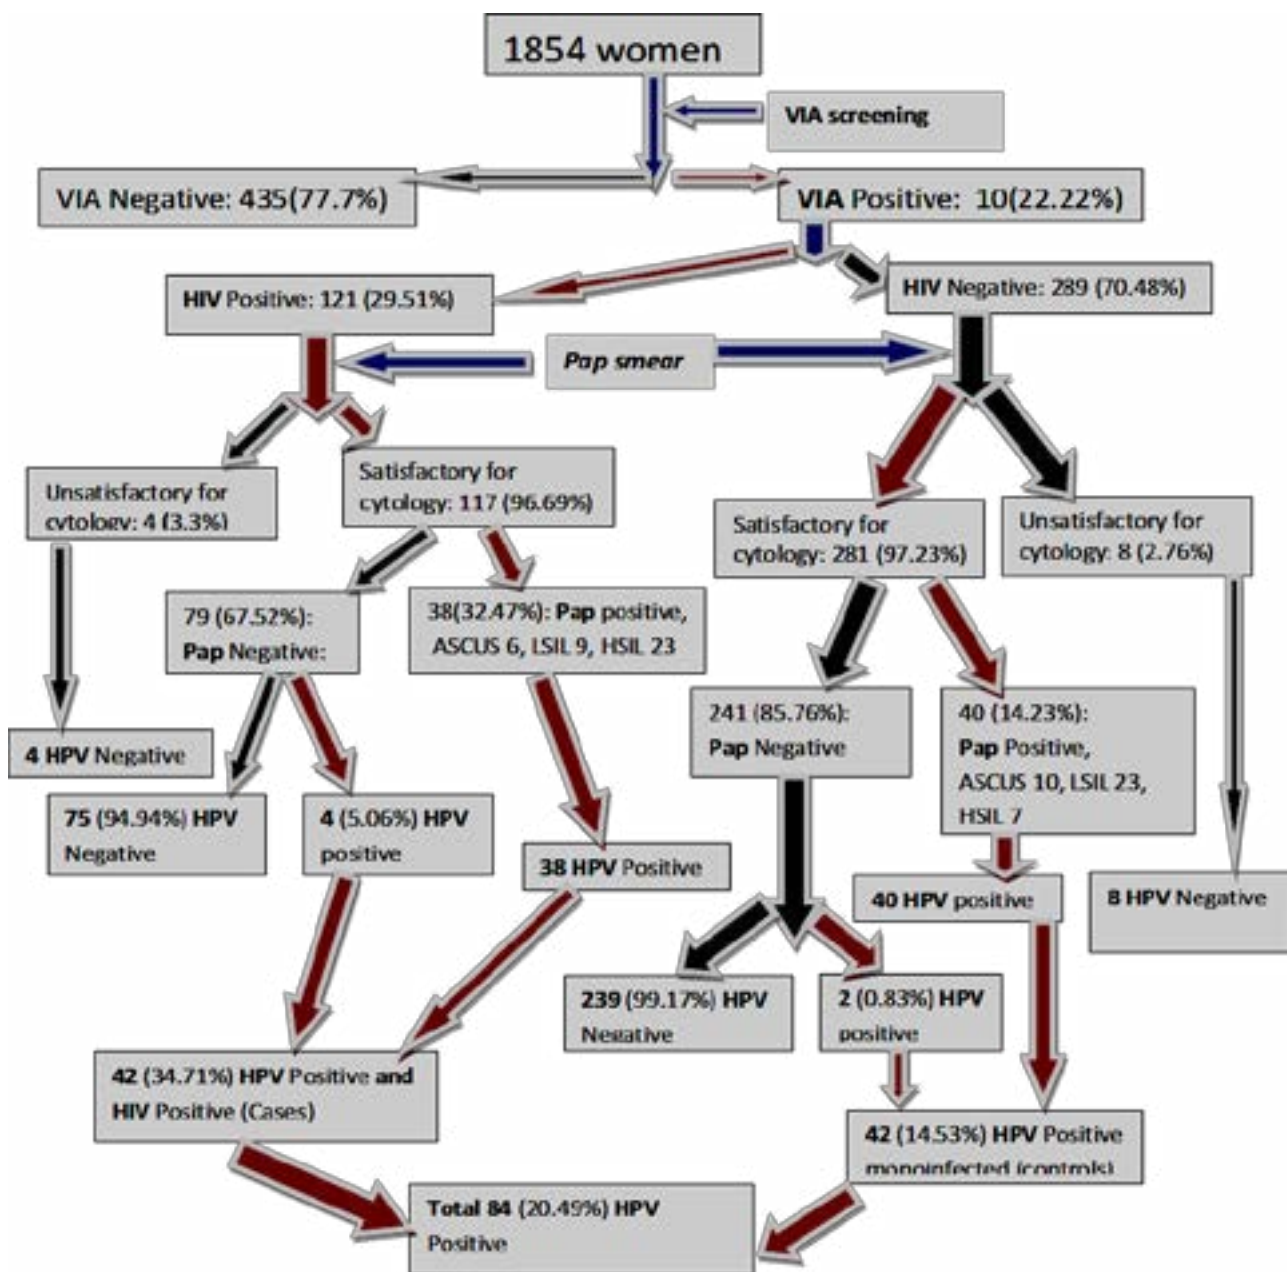 1854 women
VIA screening
VIA Negative: 435(77.7%)
VIA Positive: 10(22.22%)
HIV Positive: 121 (29.51%)
HIV Negative: 289 (70.48%)
Pap smear
Unsatisfactory for
cytology: 4 (3.3%)
Satisfactory for
cytology: 117 (96.69%)
Satisfactory for
cytology: 281 (97.23%)
Unsatisfactory for
cytology: 8 (2.76%)
79 (67.52%):
Pap Negative:
38(32.47%): Pap positive,
ASCUS 6, LSIL 9, HSIL 23
241 (85.76%):
Pap Negative
40 (14.23%):
Pap Positive,
ASCUS 10, LSIL 23,
HSIL 7
4 HPV Negative
75 (94.94%) HPV
Negative
4 (5.06%) HPV
positive
38 HPV Positive
40 HPV positive
8 HPV Negative
239 (99.17%) HPV
Negative
2 (0.83%) HPV
positive
42 (34.71%) HPV Positive and
HIV Positive (Cases)
42 (14.53%) HPV Positive
monoinfected (controls)
Total 84 (20.49%) HPV
Positive